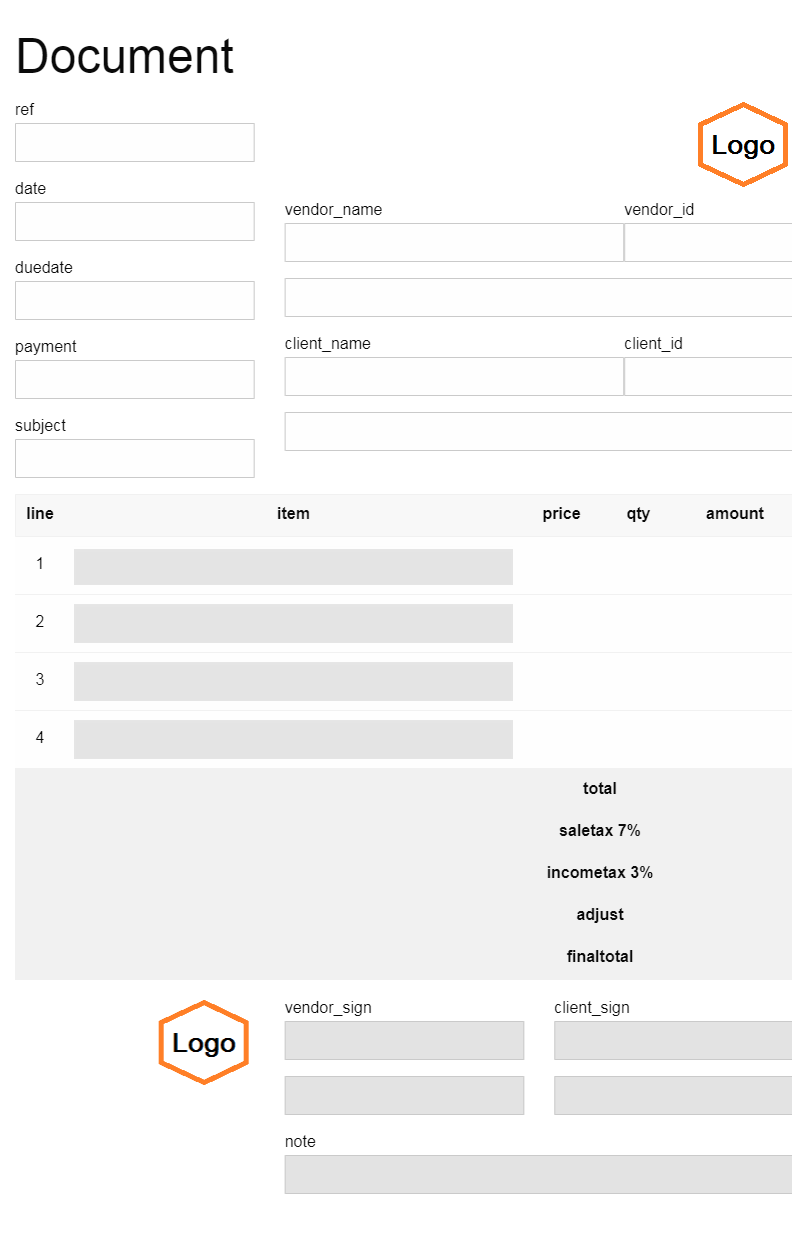 Document
ref
Logo
date
vendor_name vendor_id
duedate
payment
client_name client_id
subject
line item price qty amount
1
2
3
4
total
saletax 7%
incometax 3%
adjust
finaltotal
Logo
vendor_sign client_sign
note